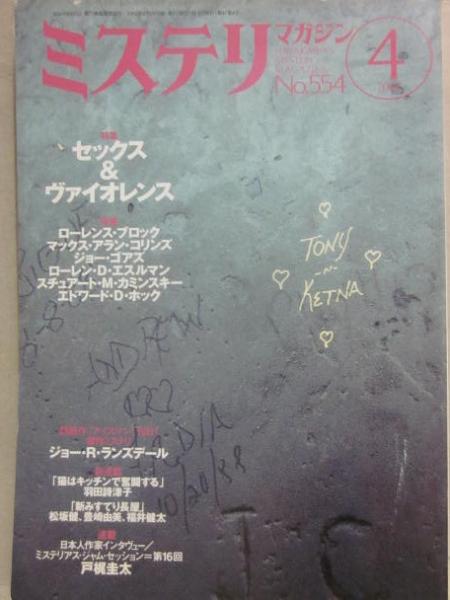 ミステリ
マガジン
No.554
4
特集
セックス
&
ヴァイオレンス
ローレンス・ブロック
マックス・アラン・コリンズ
ジョー・ゴアズ
ローレン・D・エスルマン
スチュアート・M・カミンスキー
エドワード・D・ホック
TONY
-N-
KETNA
ANDREW
10/20/88
ジョー・R・ランズデール
新連載
「猫はキッチンで奮闘する」
羽田詩津子
「新みすてり長屋」
松坂健、豊崎由美、福井健太
連載
日本人作家インタヴュー/
ミステリアス・ジャム・セッション=第16回
戸梶圭太
J C